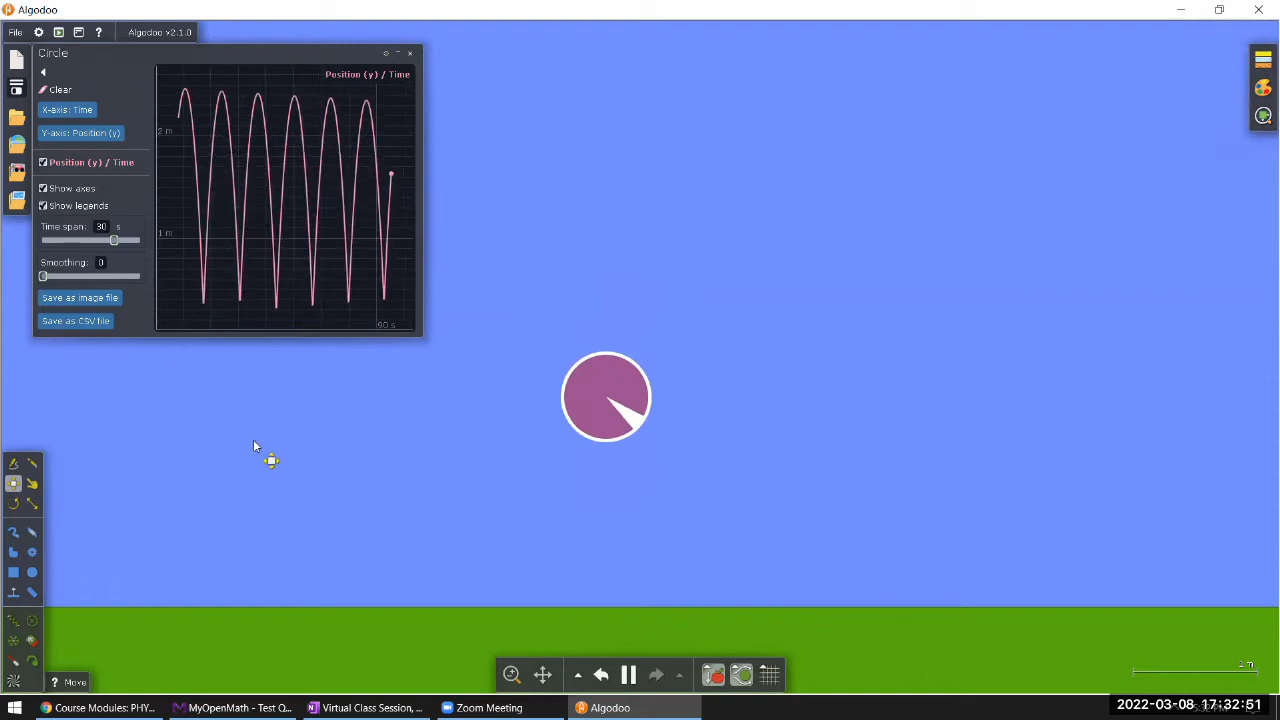 Algodoo
File
?
Algodoo v2.1.0
Circle
Clear
X-axis: Time
Y-axis: Position (y)
Position (y) / Time
Show axes
Show legends
Time span: 30 s
Smoothing: 0
Save as image file
Save as CSV file
Position (y) / Time
2 m
1 m
90 s
? Move
1 m
Course Modules: PHY...
MyOpenMath - Test Q...
Virtual Class Session, ...
Zoom Meeting
Algodoo
2022-03-08 17:32:51